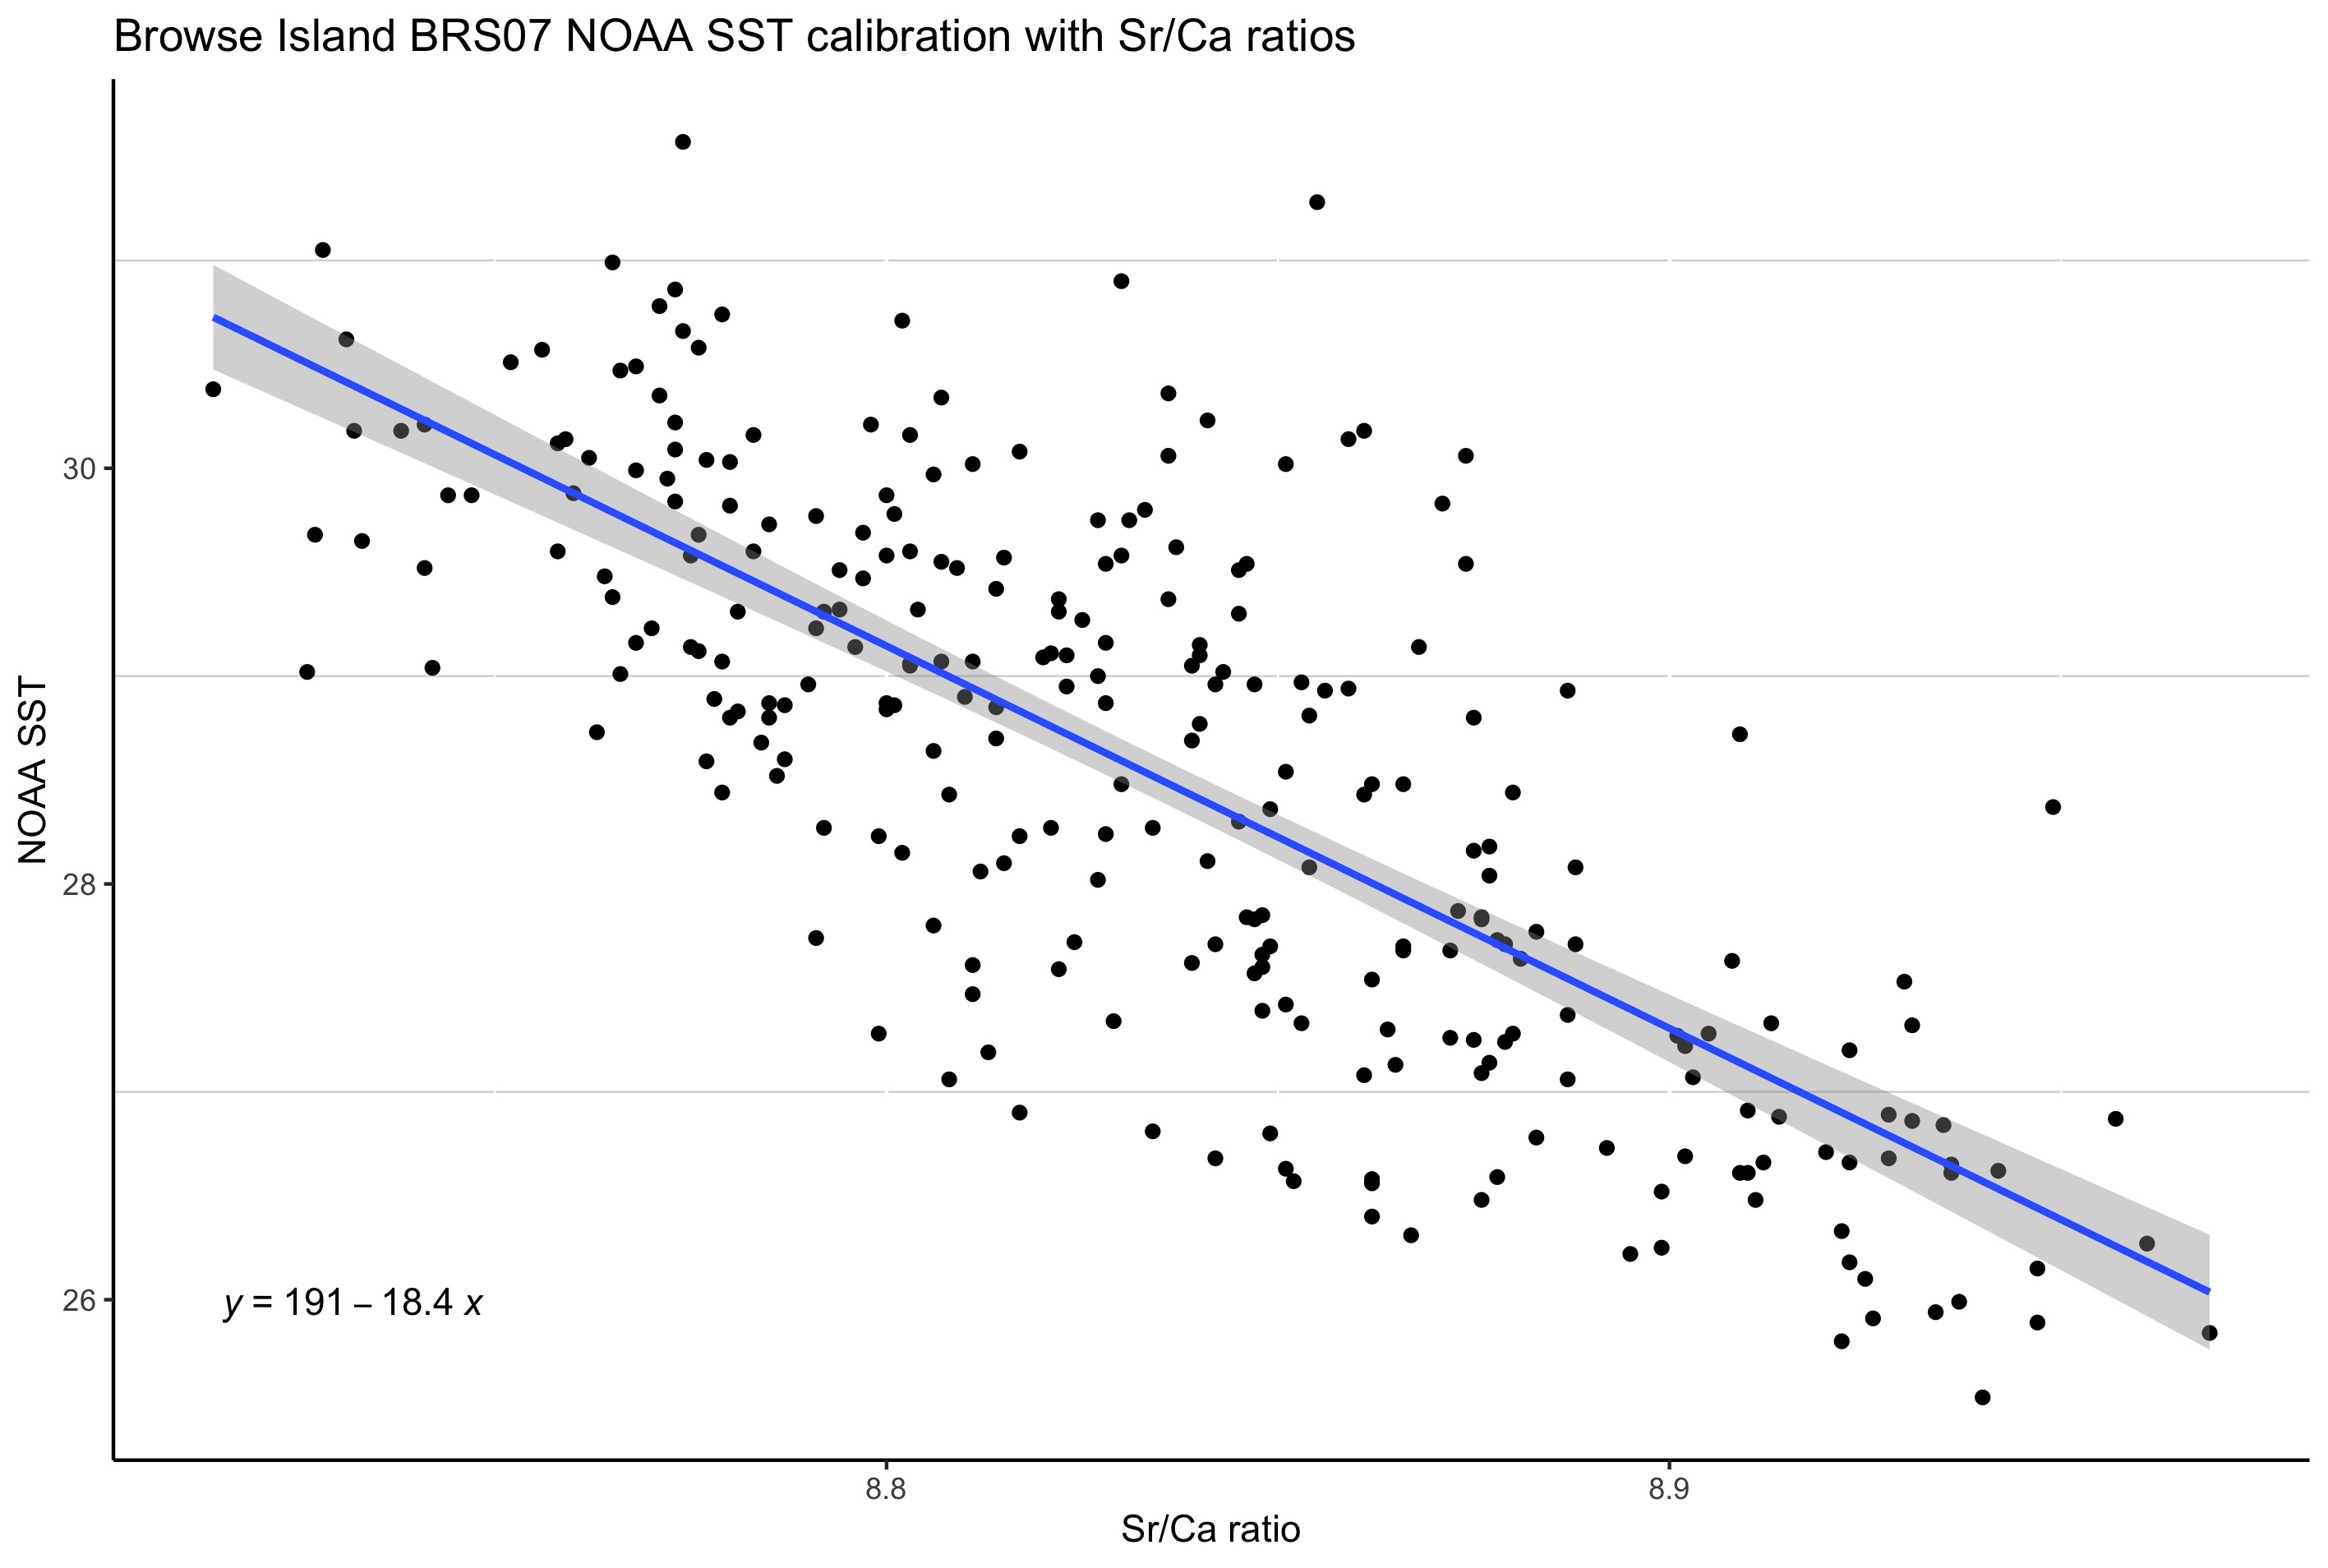 Browse Island BRS07 NOAA SST calibration with Sr/Ca ratios
NOAA SST
30
28
26
y = 191 – 18.4 x
8.8
8.9
Sr/Ca ratio